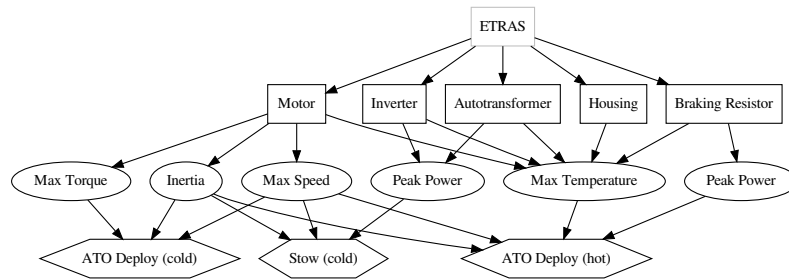 ETRAS
Motor
Inverter
Autotransformer
Housing
Braking Resistor
Max Torque
Inertia
Max Speed
Peak Power
Max Temperature
Peak Power
ATO Deploy (cold)
Stow (cold)
ATO Deploy (hot)